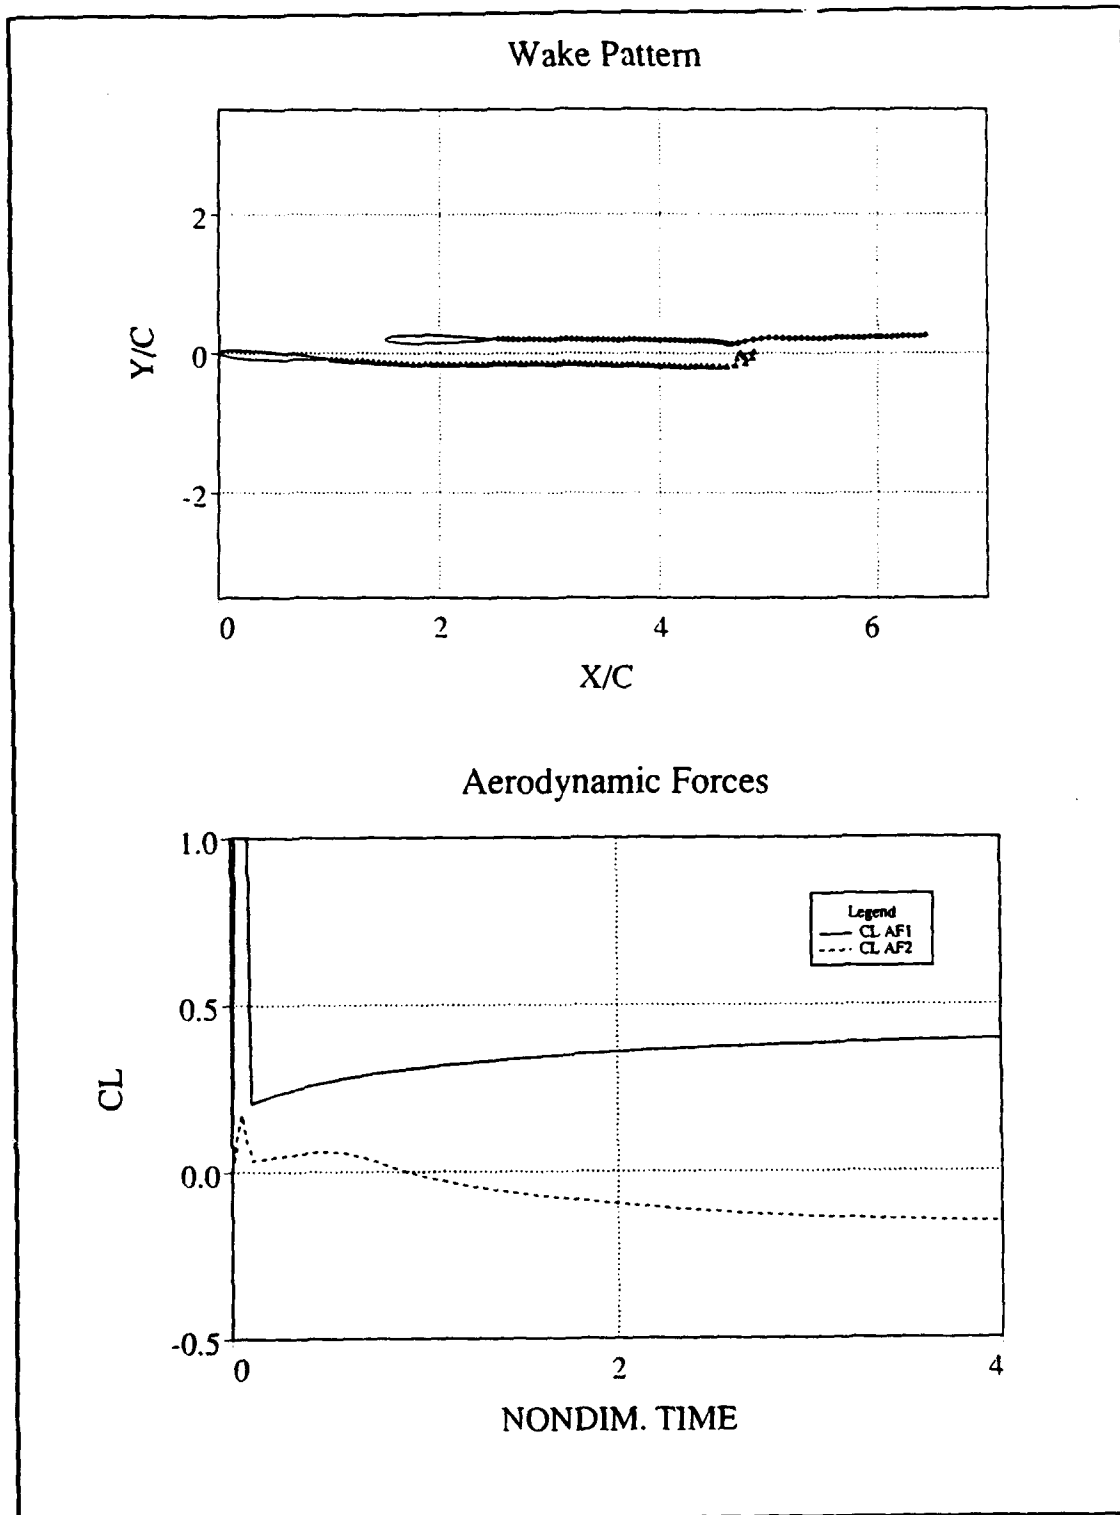 Wake Pattern
2
0
-2
Y/C
0 2 4 6
X/C
Aerodynamic Forces
1.0
0.5
0.0
-0.5
CL
Legend
CL AF1
CL AF2
0 2 4
NONDIM. TIME